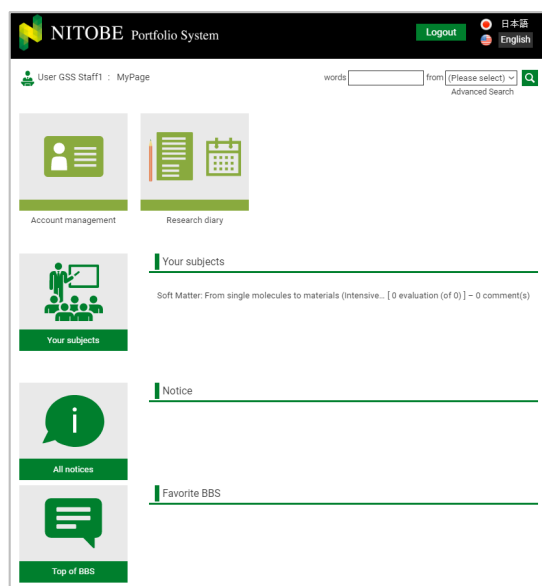 NITOBE Portfolio System
Logout
日本語
English
User GSS Staff1 : MyPage
words
from (Please select)
Advanced Search
Account management
Research diary
Your subjects
Soft Matter: From single molecules to materials (Intensive... [ 0 evaluation (of 0) ] – 0 comment(s)
Your subjects
Notice
All notices
Favorite BBS
Top of BBS